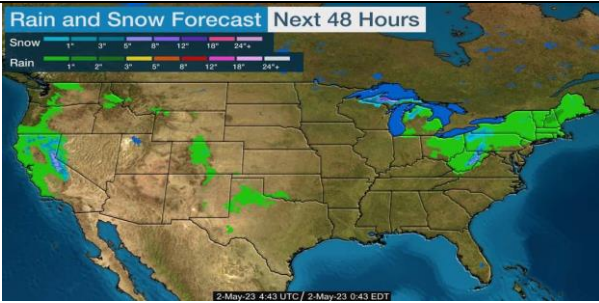 Rain and Snow Forecast Next 48 Hours
Snow 1" 3" 5" 8" 12" 18" 24"+
Rain 1" 2" 3" 5" 8" 12" 18" 24"+
2-May-23 4:43 UTC / 2-May-23 0:43 EDT